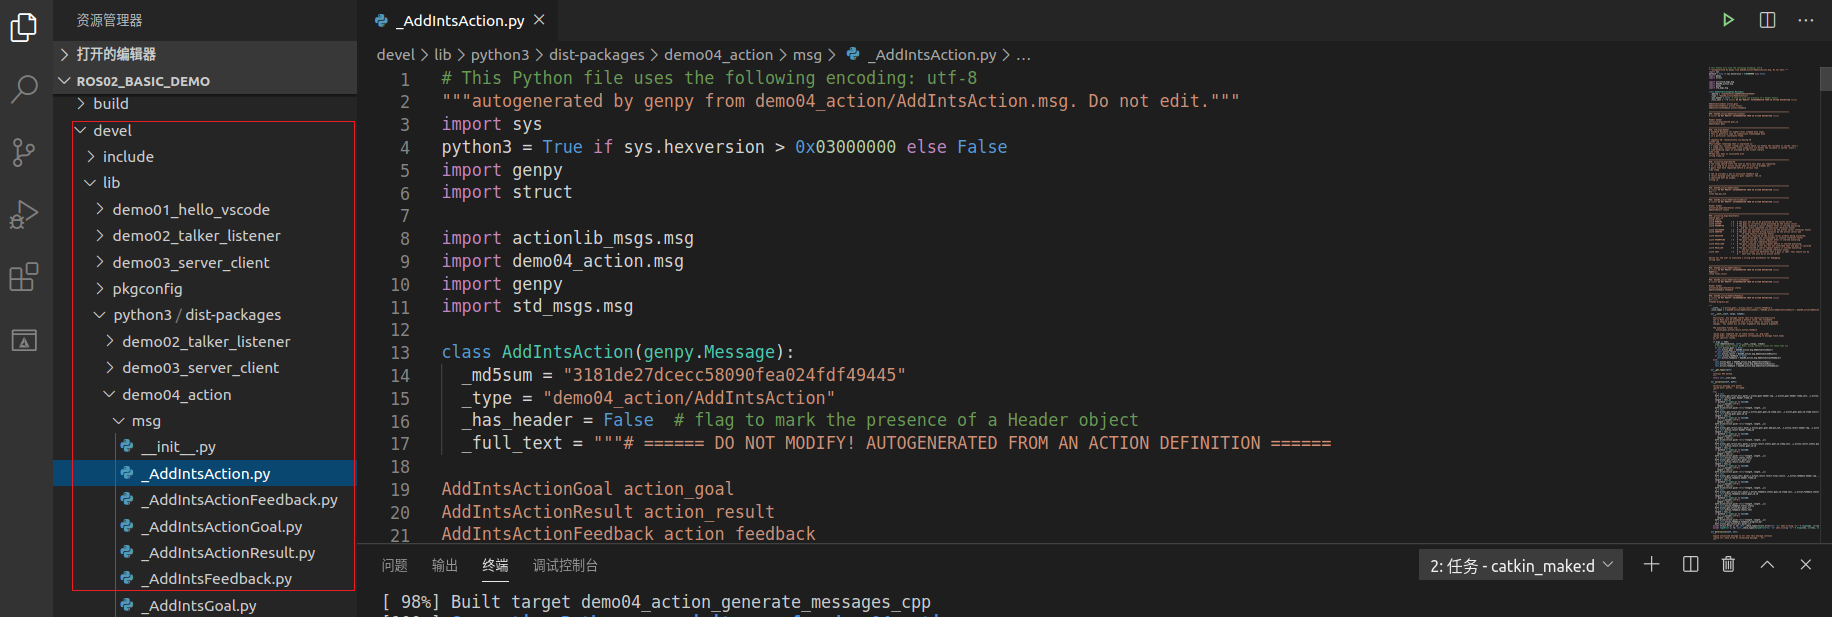 资源管理器
打开的编辑器
ROS02_BASIC_DEMO
build
devel
include
lib
demo01_hello_vscode
demo02_talker_listener
demo03_server_client
pkgconfig
python3 / dist-packages
demo02_talker_listener
demo03_server_client
demo04_action
msg
__init__.py
_AddIntsAction.py
_AddIntsActionFeedback.py
_AddIntsActionGoal.py
_AddIntsActionResult.py
_AddIntsFeedback.py
_AddIntsGoal.py
_AddIntsAction.py
devel > lib > python3 > dist-packages > demo04_action > msg > _AddIntsAction.py > ...
1 # This Python file uses the following encoding: utf-8
2 """autogenerated by genpy from demo04_action/AddIntsAction.msg. Do not edit."""
3 import sys
4 python3 = True if sys.hexversion > 0x03000000 else False
5 import genpy
6 import struct
7
8 import actionlib_msgs.msg
9 import demo04_action.msg
10 import genpy
11 import std_msgs.msg
12
13 class AddIntsAction(genpy.Message):
14 _md5sum = "3181de27dcecc58090fea024fdf49445"
15 _type = "demo04_action/AddIntsAction"
16 _has_header = False # flag to mark the presence of a Header object
17 _full_text = """# ====== DO NOT MODIFY! AUTOGENERATED FROM AN ACTION DEFINITION ======
18
19 AddIntsActionGoal action_goal
20 AddIntsActionResult action_result
21 AddIntsActionFeedback action_feedback
问题 输出 终端 调试控制台
2: 任务 - catkin_make:d
[ 98%] Built target demo04_action_generate_messages_cpp